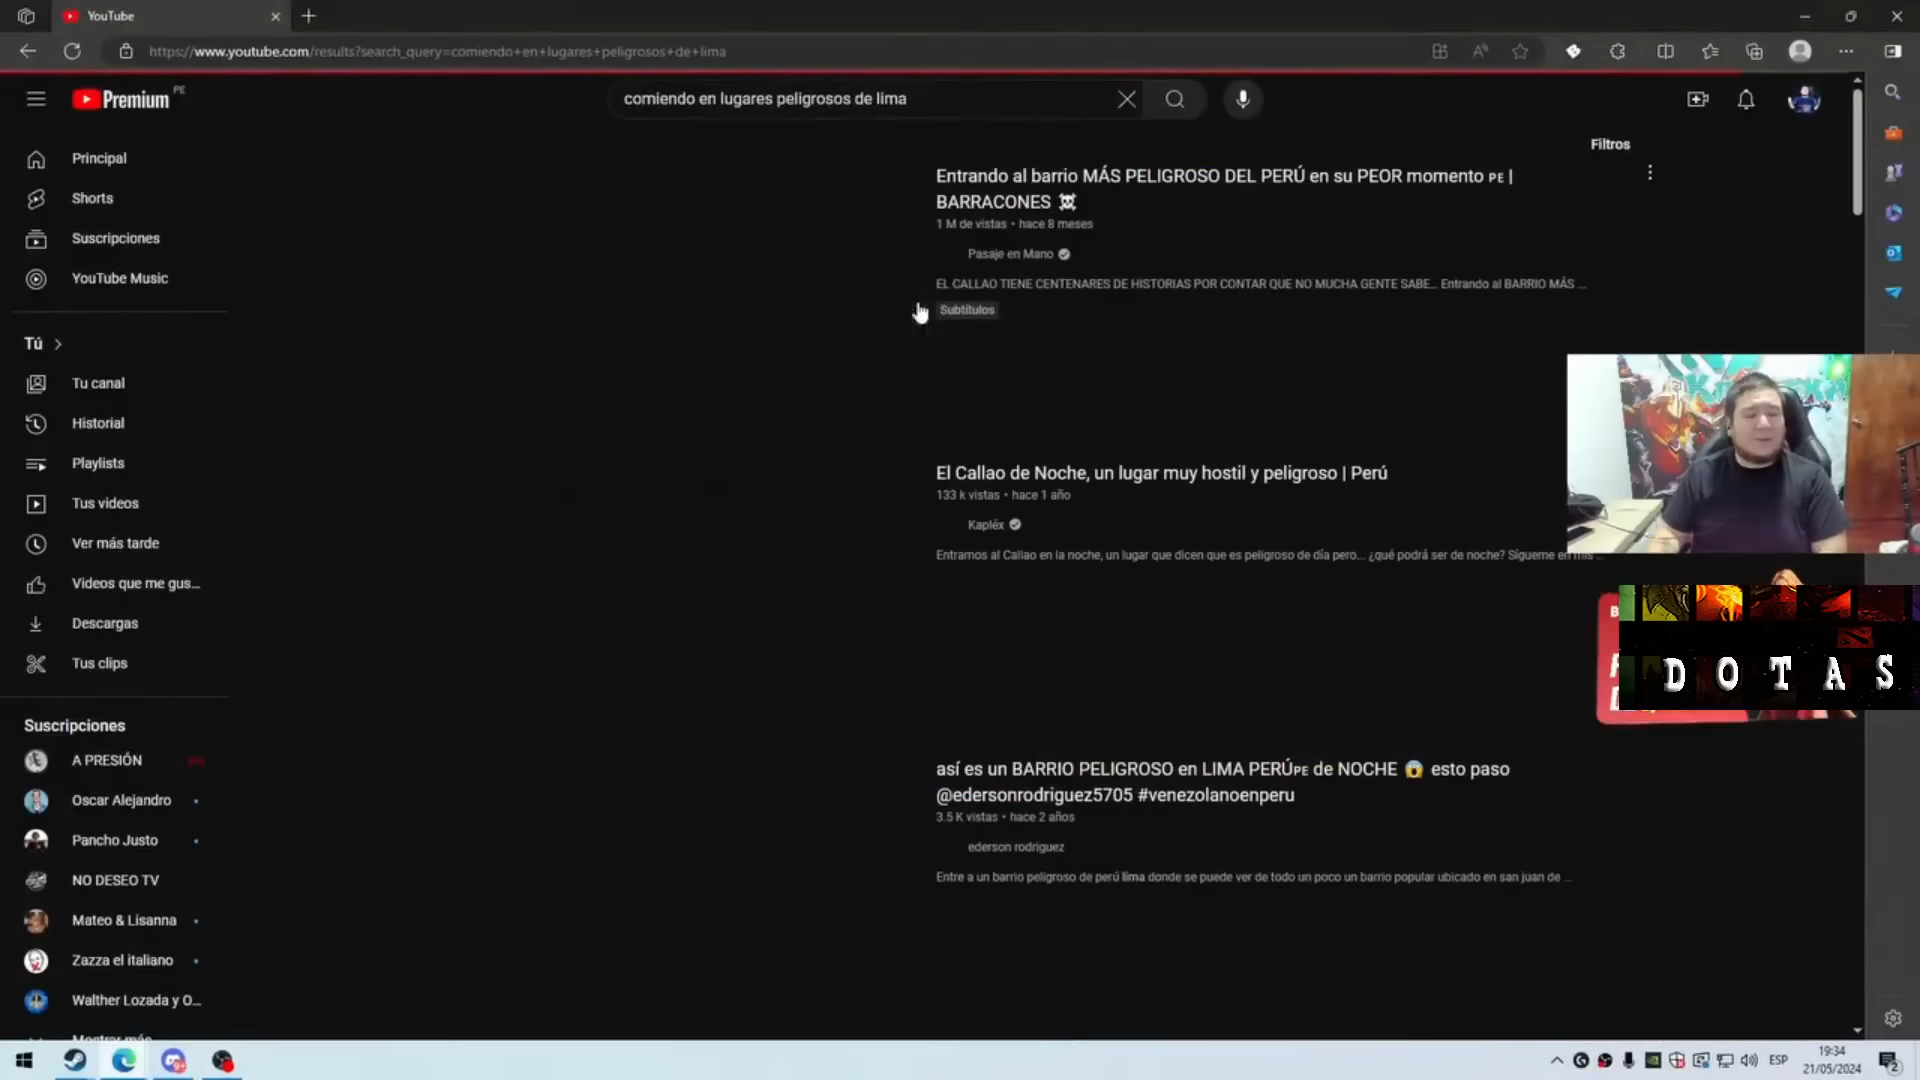 YouTube
https://www.youtube.com/results?search_query=comiendo+en+lugares+peligrosos+de+lima
Premium PE
comiendo en lugares peligrosos de lima
Filtros
Principal
Shorts
Suscripciones
YouTube Music
Tú
Tu canal
Historial
Playlists
Tus videos
Ver más tarde
Videos que me gus...
Descargas
Tus clips
Suscripciones
A PRESIÓN
Oscar Alejandro
Pancho Justo
NO DESEO TV
Mateo & Lisanna
Zazza el italiano
Walther Lozada y O...
Mostrar más
Entrando al barrio MÁS PELIGROSO DEL PERÚ en su PEOR momento PE |
BARRACONES ☠
1 M de vistas • hace 8 meses
Pasaje en Mano
EL CALLAO TIENE CENTENARES DE HISTORIAS POR CONTAR QUE NO MUCHA GENTE SABE... Entrando al BARRIO MÁS ...
Subtítulos
El Callao de Noche, un lugar muy hostil y peligroso | Perú
133 k vistas • hace 1 año
Kapléx
Entramos al Callao en la noche, un lugar que dicen que es peligroso de día pero... ¿qué podrá ser de noche? Sígueme en mis ...
DOTAS
así es un BARRIO PELIGROSO en LIMA PERÚPE de NOCHE 😱 esto paso
@edersonrodriguez5705 #venezolanoenperu
3.5 K vistas • hace 2 años
ederson rodriguez
Entre a un barrio peligroso de perú lima donde se puede ver de todo un poco un barrio popular ubicado en san juan de ...
ESP
19:34
21/05/2024
2